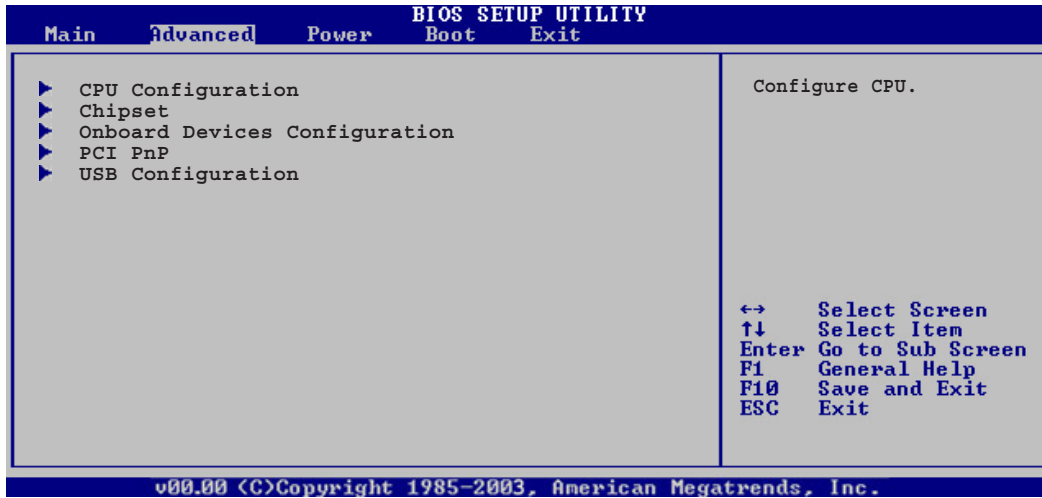 BIOS SETUP UTILITY
Main Advanced Power Boot Exit
CPU Configuration
Chipset
Onboard Devices Configuration
PCI PnP
USB Configuration
Configure CPU.
←→ Select Screen
↑↓ Select Item
Enter Go to Sub Screen
F1 General Help
F10 Save and Exit
ESC Exit
v00.00 (C)Copyright 1985-2003, American Megatrends, Inc.